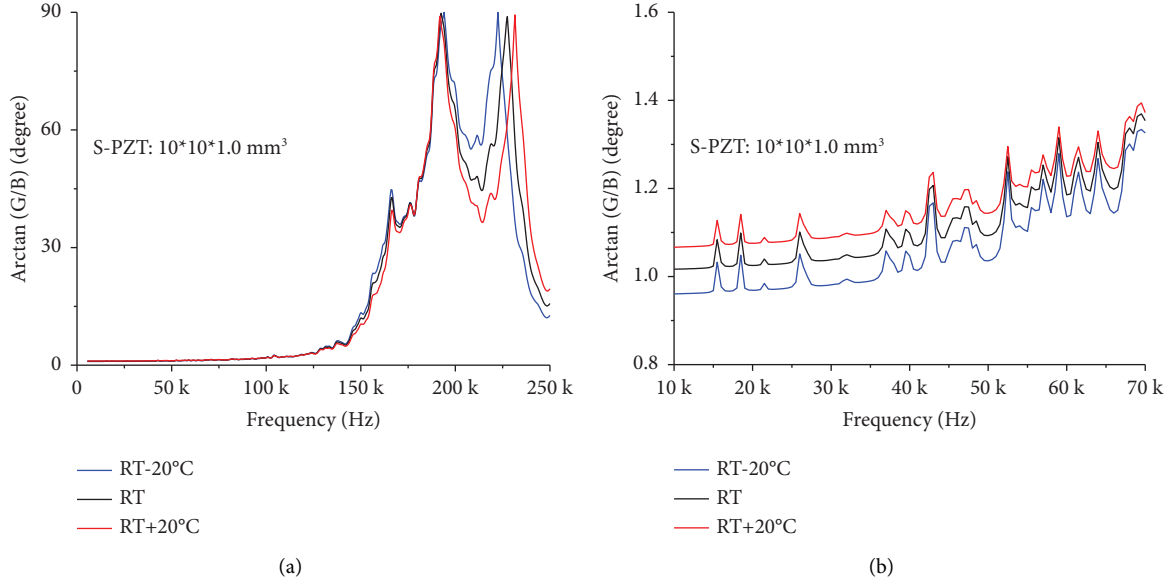 90
60
30
0
Arctan (G/B) (degree)
S-PZT: 10*10*1.0 mm³
0
50 k
100 k
150 k
200 k
250 k
Frequency (Hz)
RT-20°C
RT
RT+20°C
(a)
1.6
1.4
1.2
1.0
0.8
Arctan (G/B) (degree)
S-PZT: 10*10*1.0 mm³
10 k
20 k
30 k
40 k
50 k
60 k
70 k
Frequency (Hz)
RT-20°C
RT
RT+20°C
(b)